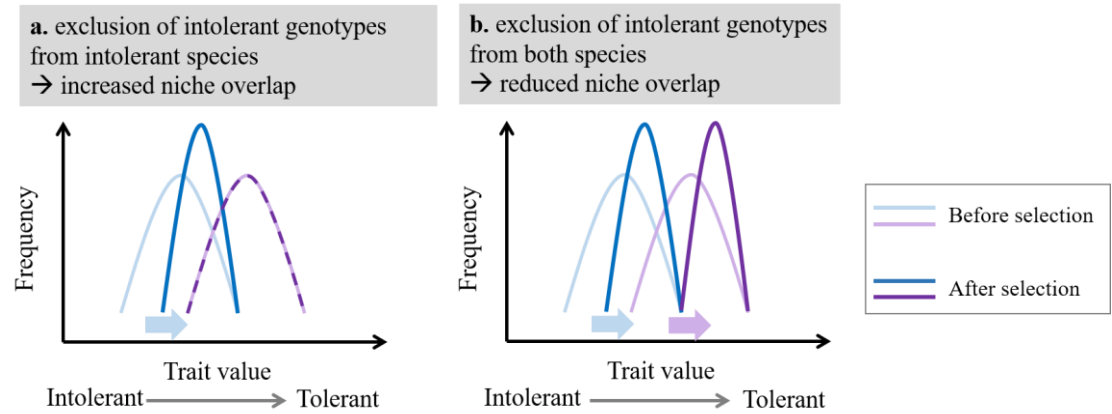 a. exclusion of intolerant genotypes
from intolerant species
→ increased niche overlap
b. exclusion of intolerant genotypes
from both species
→ reduced niche overlap
Frequency
Trait value
Intolerant
Tolerant
Frequency
Trait value
Intolerant
Tolerant
Before selection
After selection